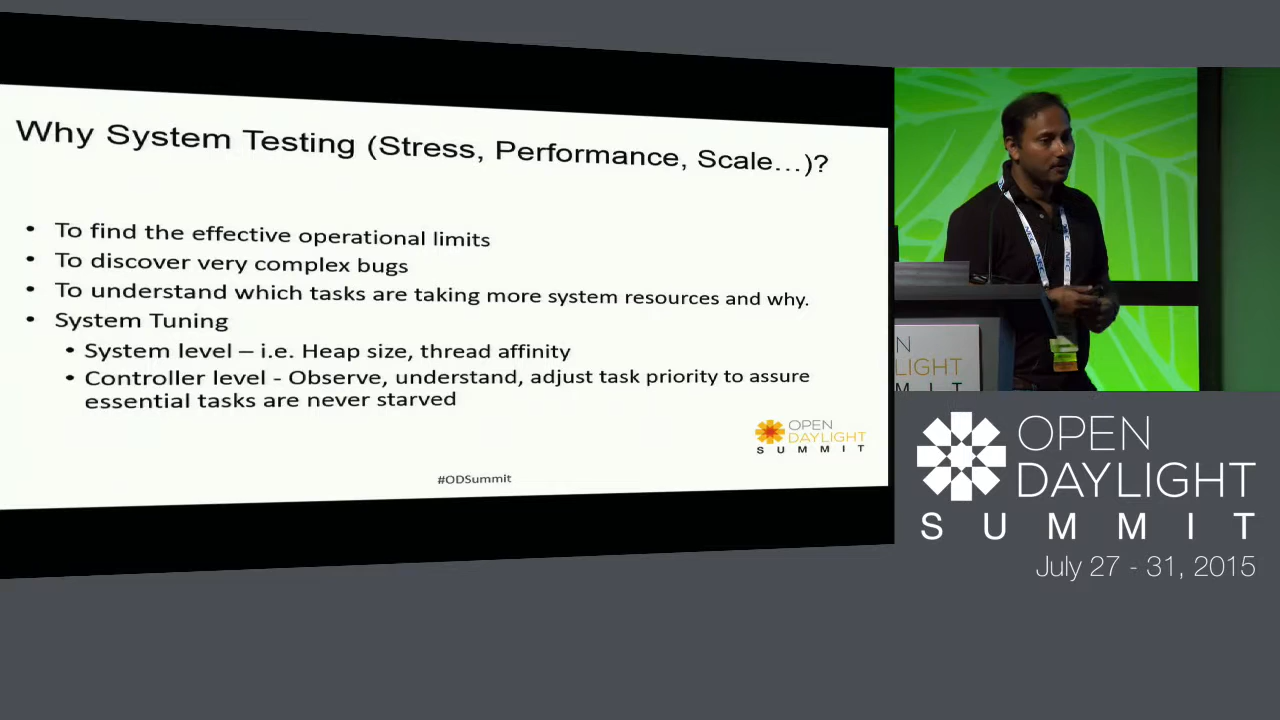 Why System Testing (Stress, Performance, Scale...)?
• To find the effective operational limits
• To discover very complex bugs
• To understand which tasks are taking more system resources and why.
• System Tuning
• System level – i.e. Heap size, thread affinity
• Controller level - Observe, understand, adjust task priority to assure
essential tasks are never starved
OPEN
DAYLIGHT
SUMMIT
#ODSummit
NEC
NEC
LIGHT
OPEN
DAYLIGHT
SUMMIT
July 27 - 31, 2015